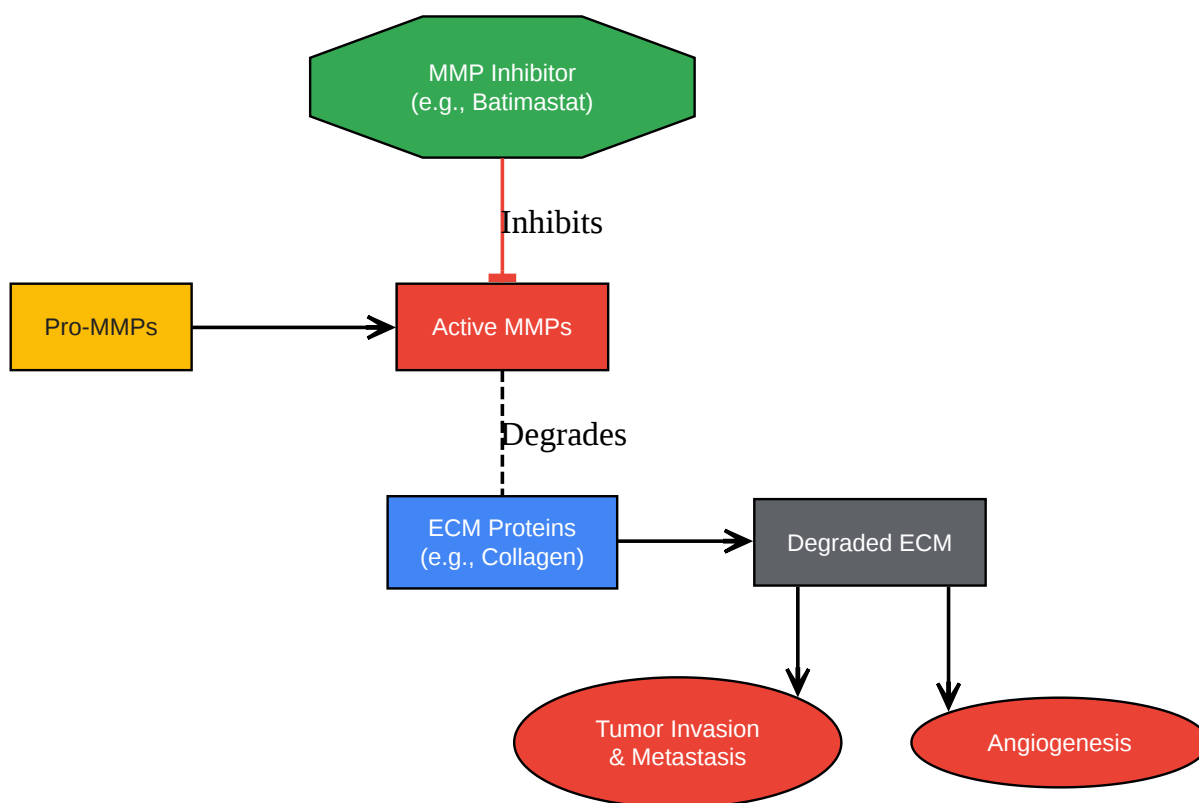 MMP Inhibitor
(e.g., Batimastat)
Inhibits
Pro-MMPs
Active MMPs
Degrades
ECM Proteins
(e.g., Collagen)
Degraded ECM
Tumor Invasion
& Metastasis
Angiogenesis